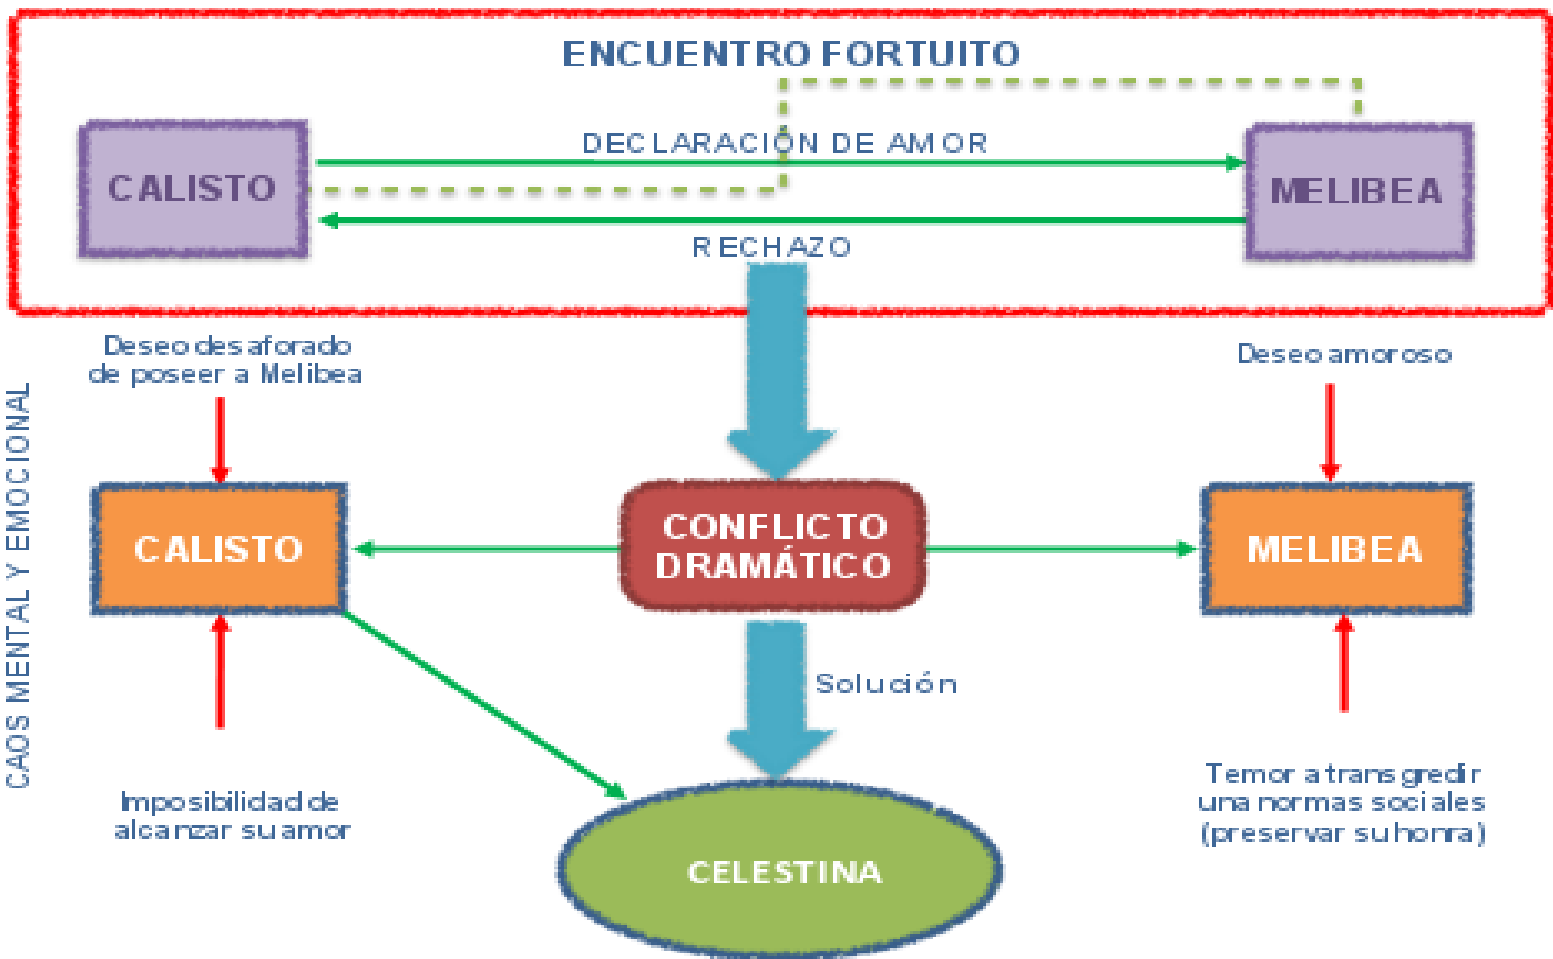 ENCUENTRO FORTUITO
DECLARACIÓN DE AMOR
CALISTO
MELIBEA
RECHAZO
Deseo desaforado
de poseer a Melibea
Deseo amoroso
CAOS MENTAL Y EMOCIONAL
CALISTO
CONFLICTO
DRAMÁTICO
MELIBEA
Solución
Imposibilidad de
alcanzar su amor
Temor a transgredir
una normas sociales
(preservar su honra)
CELESTINA